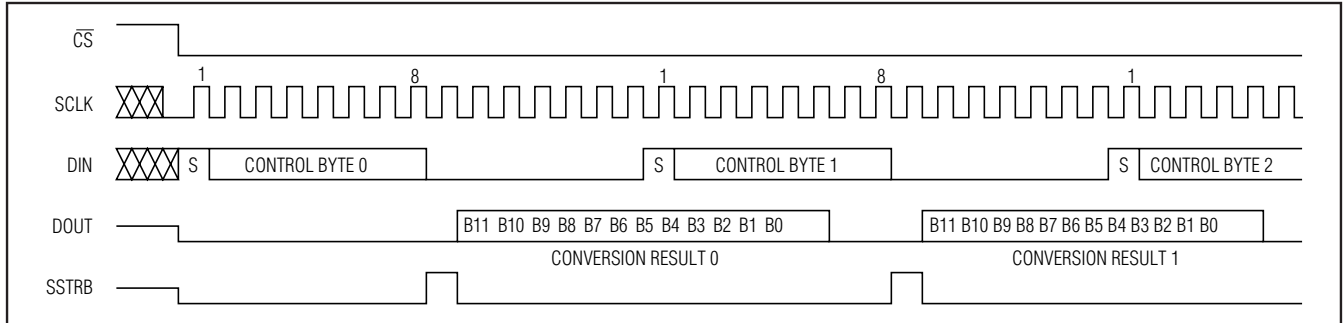 CS
1 8 1 8 1
SCLK
DIN S CONTROL BYTE 0 S CONTROL BYTE 1 S CONTROL BYTE 2
DOUT B11 B10 B9 B8 B7 B6 B5 B4 B3 B2 B1 B0 B11 B10 B9 B8 B7 B6 B5 B4 B3 B2 B1 B0
CONVERSION RESULT 0 CONVERSION RESULT 1
SSTRB